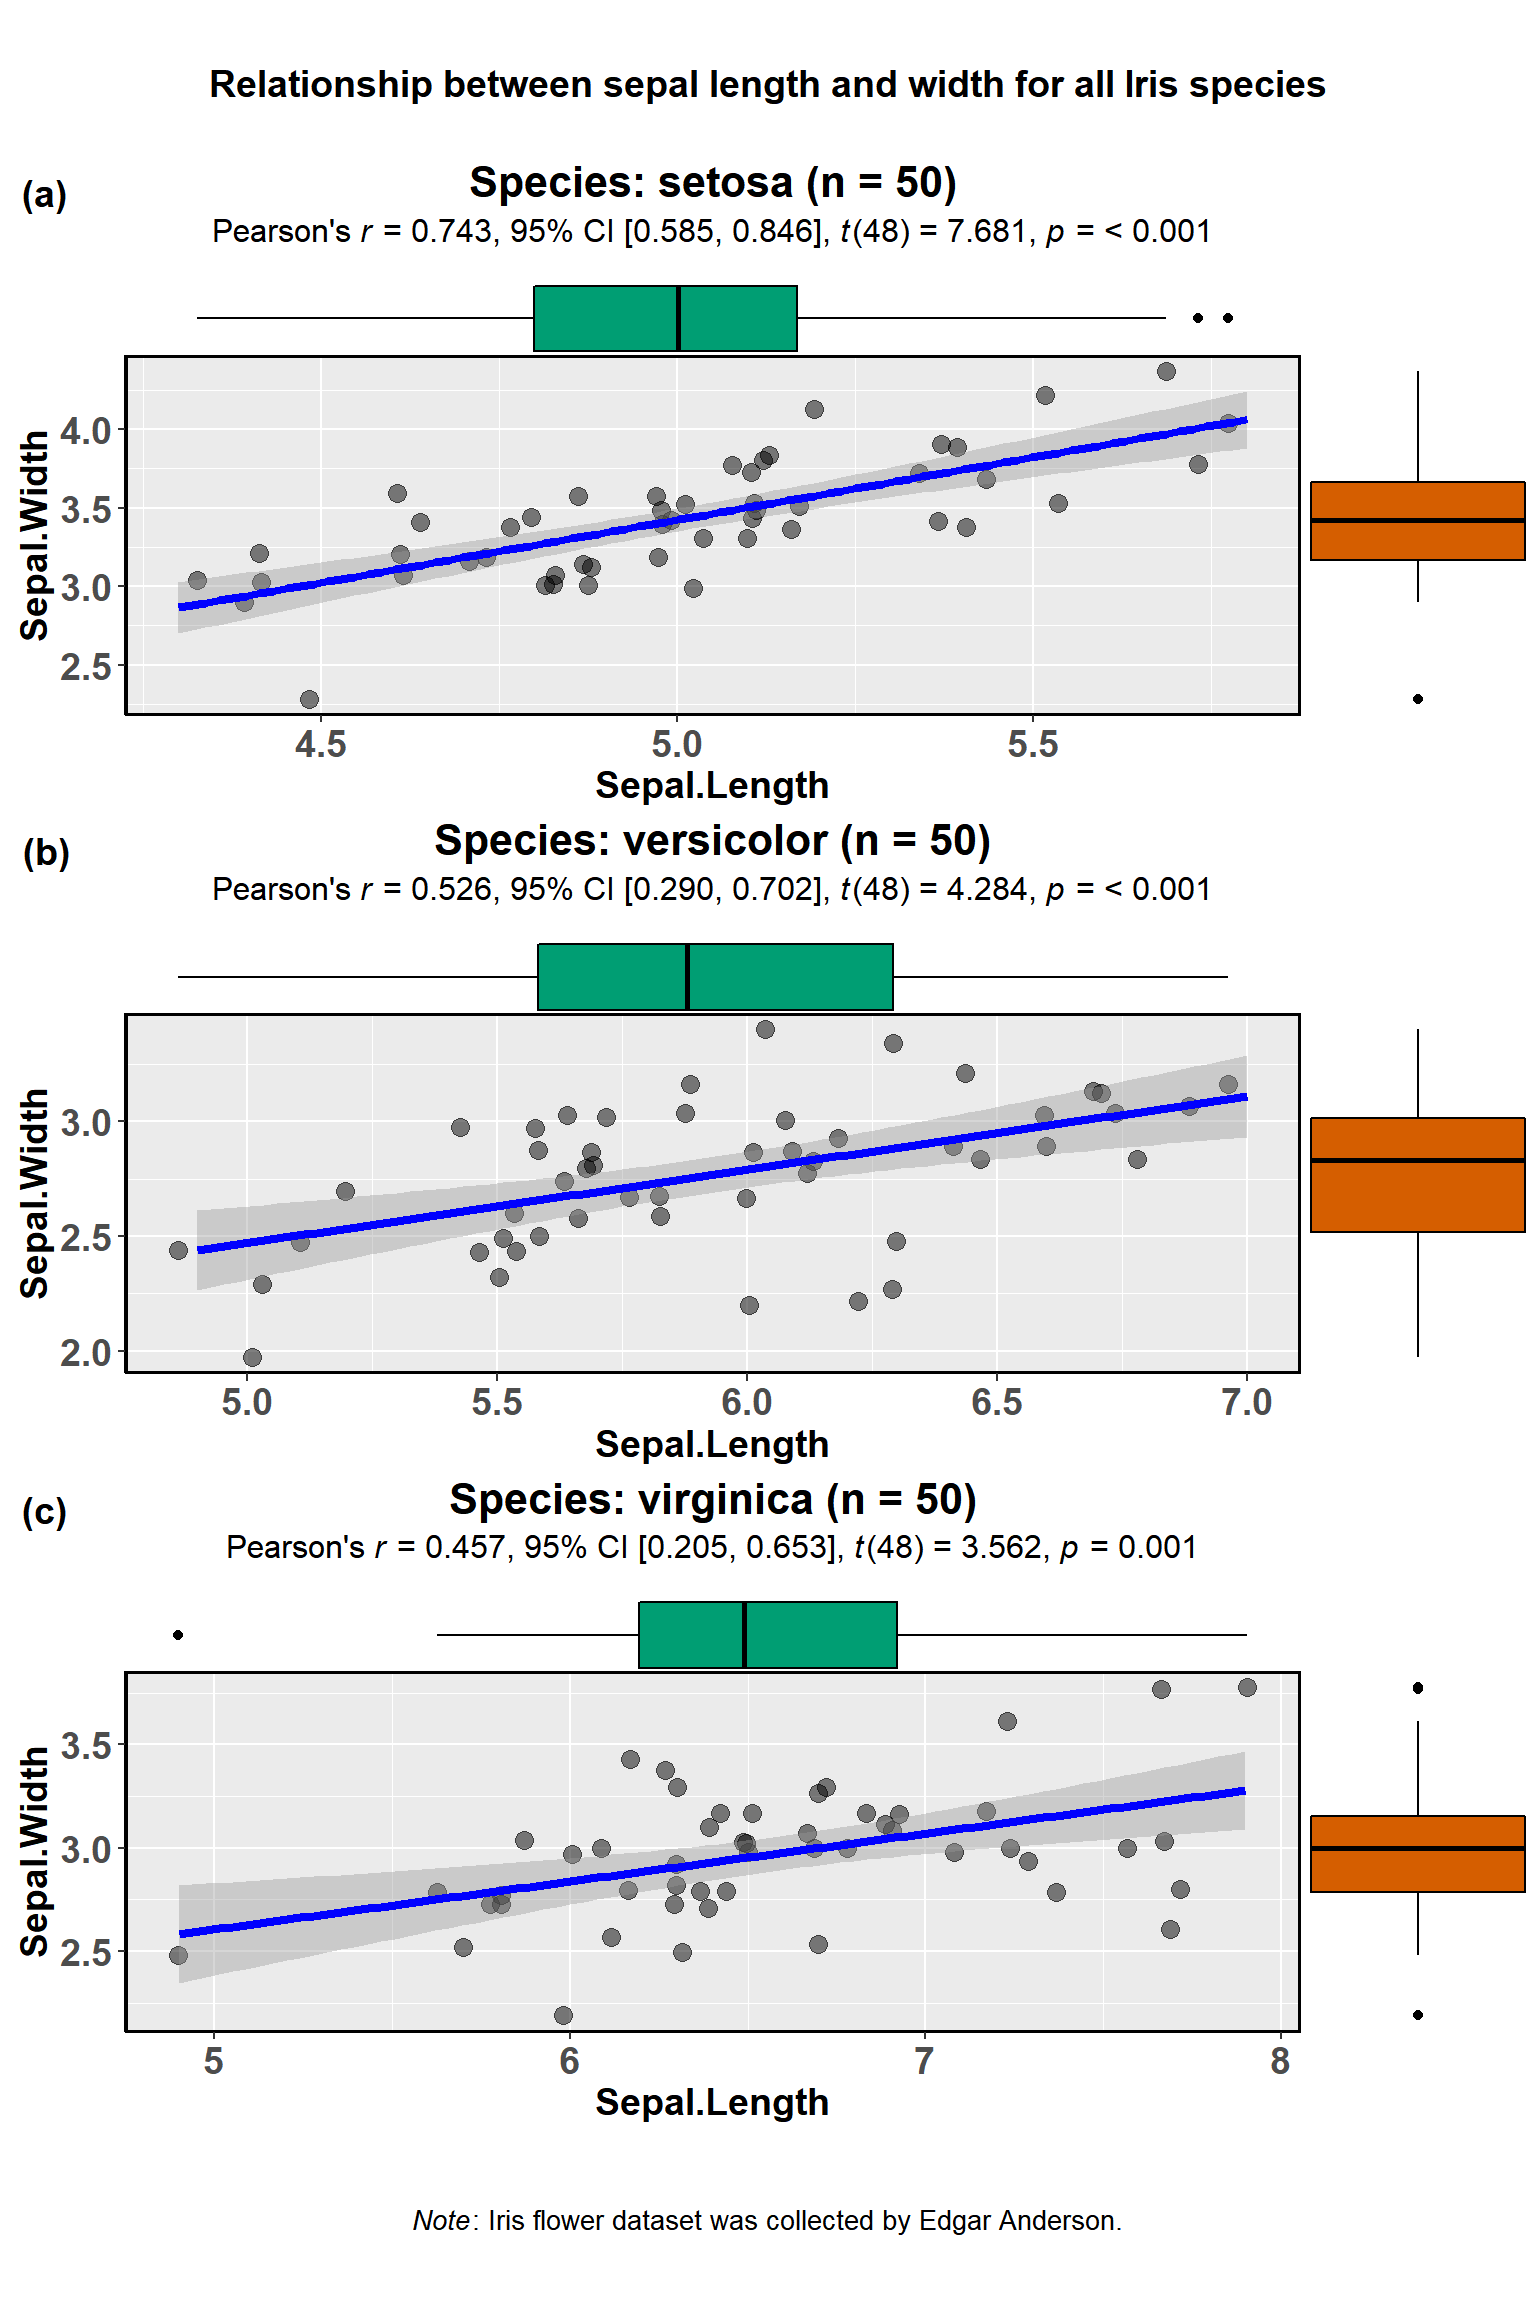 Relationship between sepal length and width for all Iris species
(a)
Species: setosa (n = 50)
Pearson's r = 0.743, 95% CI [0.585, 0.846], t(48) = 7.681, p = < 0.001
Sepal.Width
4.0
3.5
3.0
2.5
4.5 5.0 5.5
Sepal.Length
(b)
Species: versicolor (n = 50)
Pearson's r = 0.526, 95% CI [0.290, 0.702], t(48) = 4.284, p = < 0.001
Sepal.Width
3.0
2.5
2.0
5.0 5.5 6.0 6.5 7.0
Sepal.Length
(c)
Species: virginica (n = 50)
Pearson's r = 0.457, 95% CI [0.205, 0.653], t(48) = 3.562, p = 0.001
Sepal.Width
3.5
3.0
2.5
5 6 7 8
Sepal.Length
Note: Iris flower dataset was collected by Edgar Anderson.